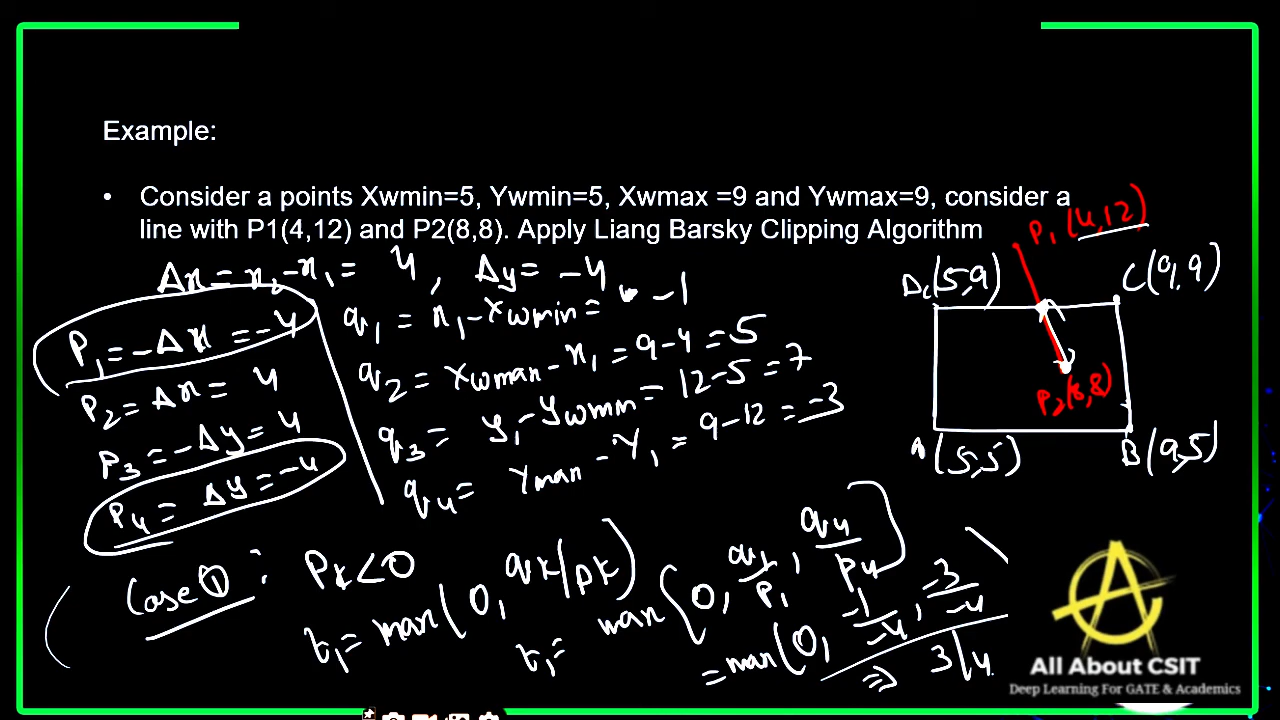 Example:
• Consider a points Xwmin=5, Ywmin=5, Xwmax =9 and Ywmax=9, consider a
line with P1(4,12) and P2(8,8). Apply Liang Barsky Clipping Algorithm
Δx = x2-x1 = 4, Δy = -4
P1 = -Δx = -4
P2 = Δx = 4
P3 = -Δy = 4
P4 = Δy = -4
q1 = x1 - xwmin = -1
q2 = xwmax - x1 = 9-4 = 5
q3 = y1 - ywmin = 12-5 = 7
q4 = ymax - y1 = 9-12 = -3
P1 (4,12)
D (5,9)
C (9,9)
P2 (8,8)
A (5,5)
B (9,5)
Case ①: Pk<0
t1 = max(0, qk/pk)
t1 = max {0, q1/P1, q4/P4}
= max(0, -1/-4, -3/-4)
⇒ 3/4
All About CSIT
Deep Learning For GATE & Academics